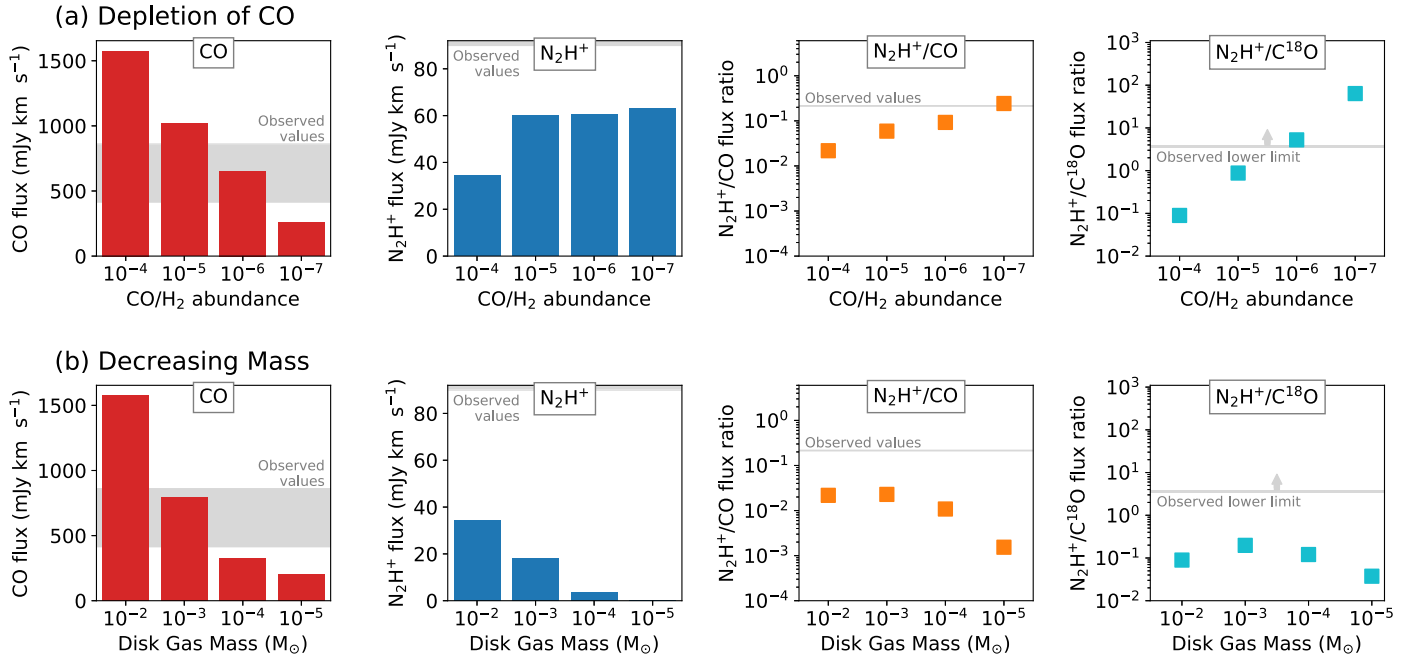 (a) Depletion of CO
CO
CO flux (mJy km s⁻¹)
1500
1000
500
0
Observed
values
10⁻⁴ 10⁻⁵ 10⁻⁶ 10⁻⁷
CO/H₂ abundance
N₂H⁺
N₂H⁺ flux (mJy km s⁻¹)
80
60
40
20
0
Observed
values
10⁻⁴ 10⁻⁵ 10⁻⁶ 10⁻⁷
CO/H₂ abundance
N₂H⁺/CO
N₂H⁺/CO flux ratio
10⁰
10⁻¹
10⁻²
10⁻³
10⁻⁴
Observed values
10⁻⁴ 10⁻⁵ 10⁻⁶ 10⁻⁷
CO/H₂ abundance
N₂H⁺/C¹⁸O
N₂H⁺/C¹⁸O flux ratio
10³
10²
10¹
10⁰
10⁻¹
10⁻²
Observed lower limit
10⁻⁴ 10⁻⁵ 10⁻⁶ 10⁻⁷
CO/H₂ abundance
(b) Decreasing Mass
CO
CO flux (mJy km s⁻¹)
1500
1000
500
0
Observed
values
10⁻² 10⁻³ 10⁻⁴ 10⁻⁵
Disk Gas Mass (M☉)
N₂H⁺
N₂H⁺ flux (mJy km s⁻¹)
80
60
40
20
0
Observed
values
10⁻² 10⁻³ 10⁻⁴ 10⁻⁵
Disk Gas Mass (M☉)
N₂H⁺/CO
N₂H⁺/CO flux ratio
10⁰
10⁻¹
10⁻²
10⁻³
10⁻⁴
Observed values
10⁻² 10⁻³ 10⁻⁴ 10⁻⁵
Disk Gas Mass (M☉)
N₂H⁺/C¹⁸O
N₂H⁺/C¹⁸O flux ratio
10³
10²
10¹
10⁰
10⁻¹
10⁻²
Observed lower limit
10⁻² 10⁻³ 10⁻⁴ 10⁻⁵
Disk Gas Mass (M☉)